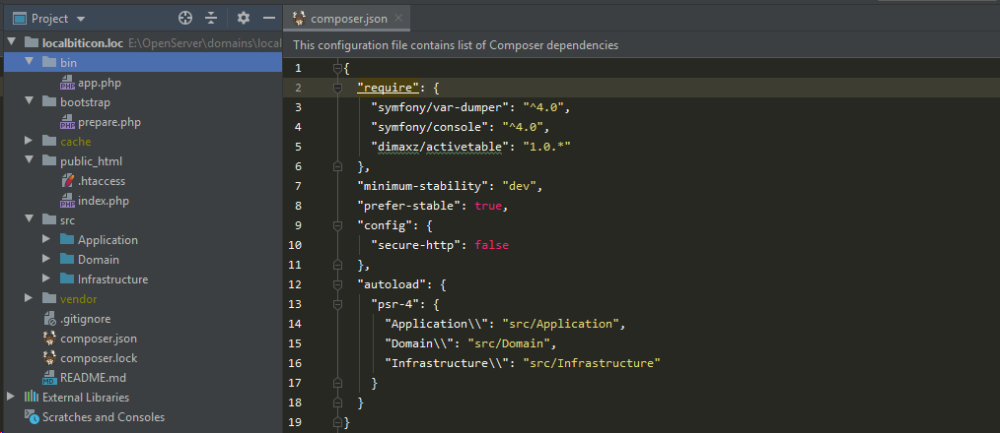 Project
composer.json
localbiticon.loc E:\OpenServer\domains\local
This configuration file contains list of Composer dependencies
bin
app.php
bootstrap
prepare.php
cache
public_html
.htaccess
index.php
src
Application
Domain
Infrastructure
vendor
.gitignore
composer.json
composer.lock
README.md
External Libraries
Scratches and Consoles
1 {
2 "require": {
3 "symfony/var-dumper": "^4.0",
4 "symfony/console": "^4.0",
5 "dimaxz/activetable": "1.0.*"
6 },
7 "minimum-stability": "dev",
8 "prefer-stable": true,
9 "config": {
10 "secure-http": false
11 },
12 "autoload": {
13 "psr-4": {
14 "Application\\": "src/Application",
15 "Domain\\": "src/Domain",
16 "Infrastructure\\": "src/Infrastructure"
17 }
18 }
19 }